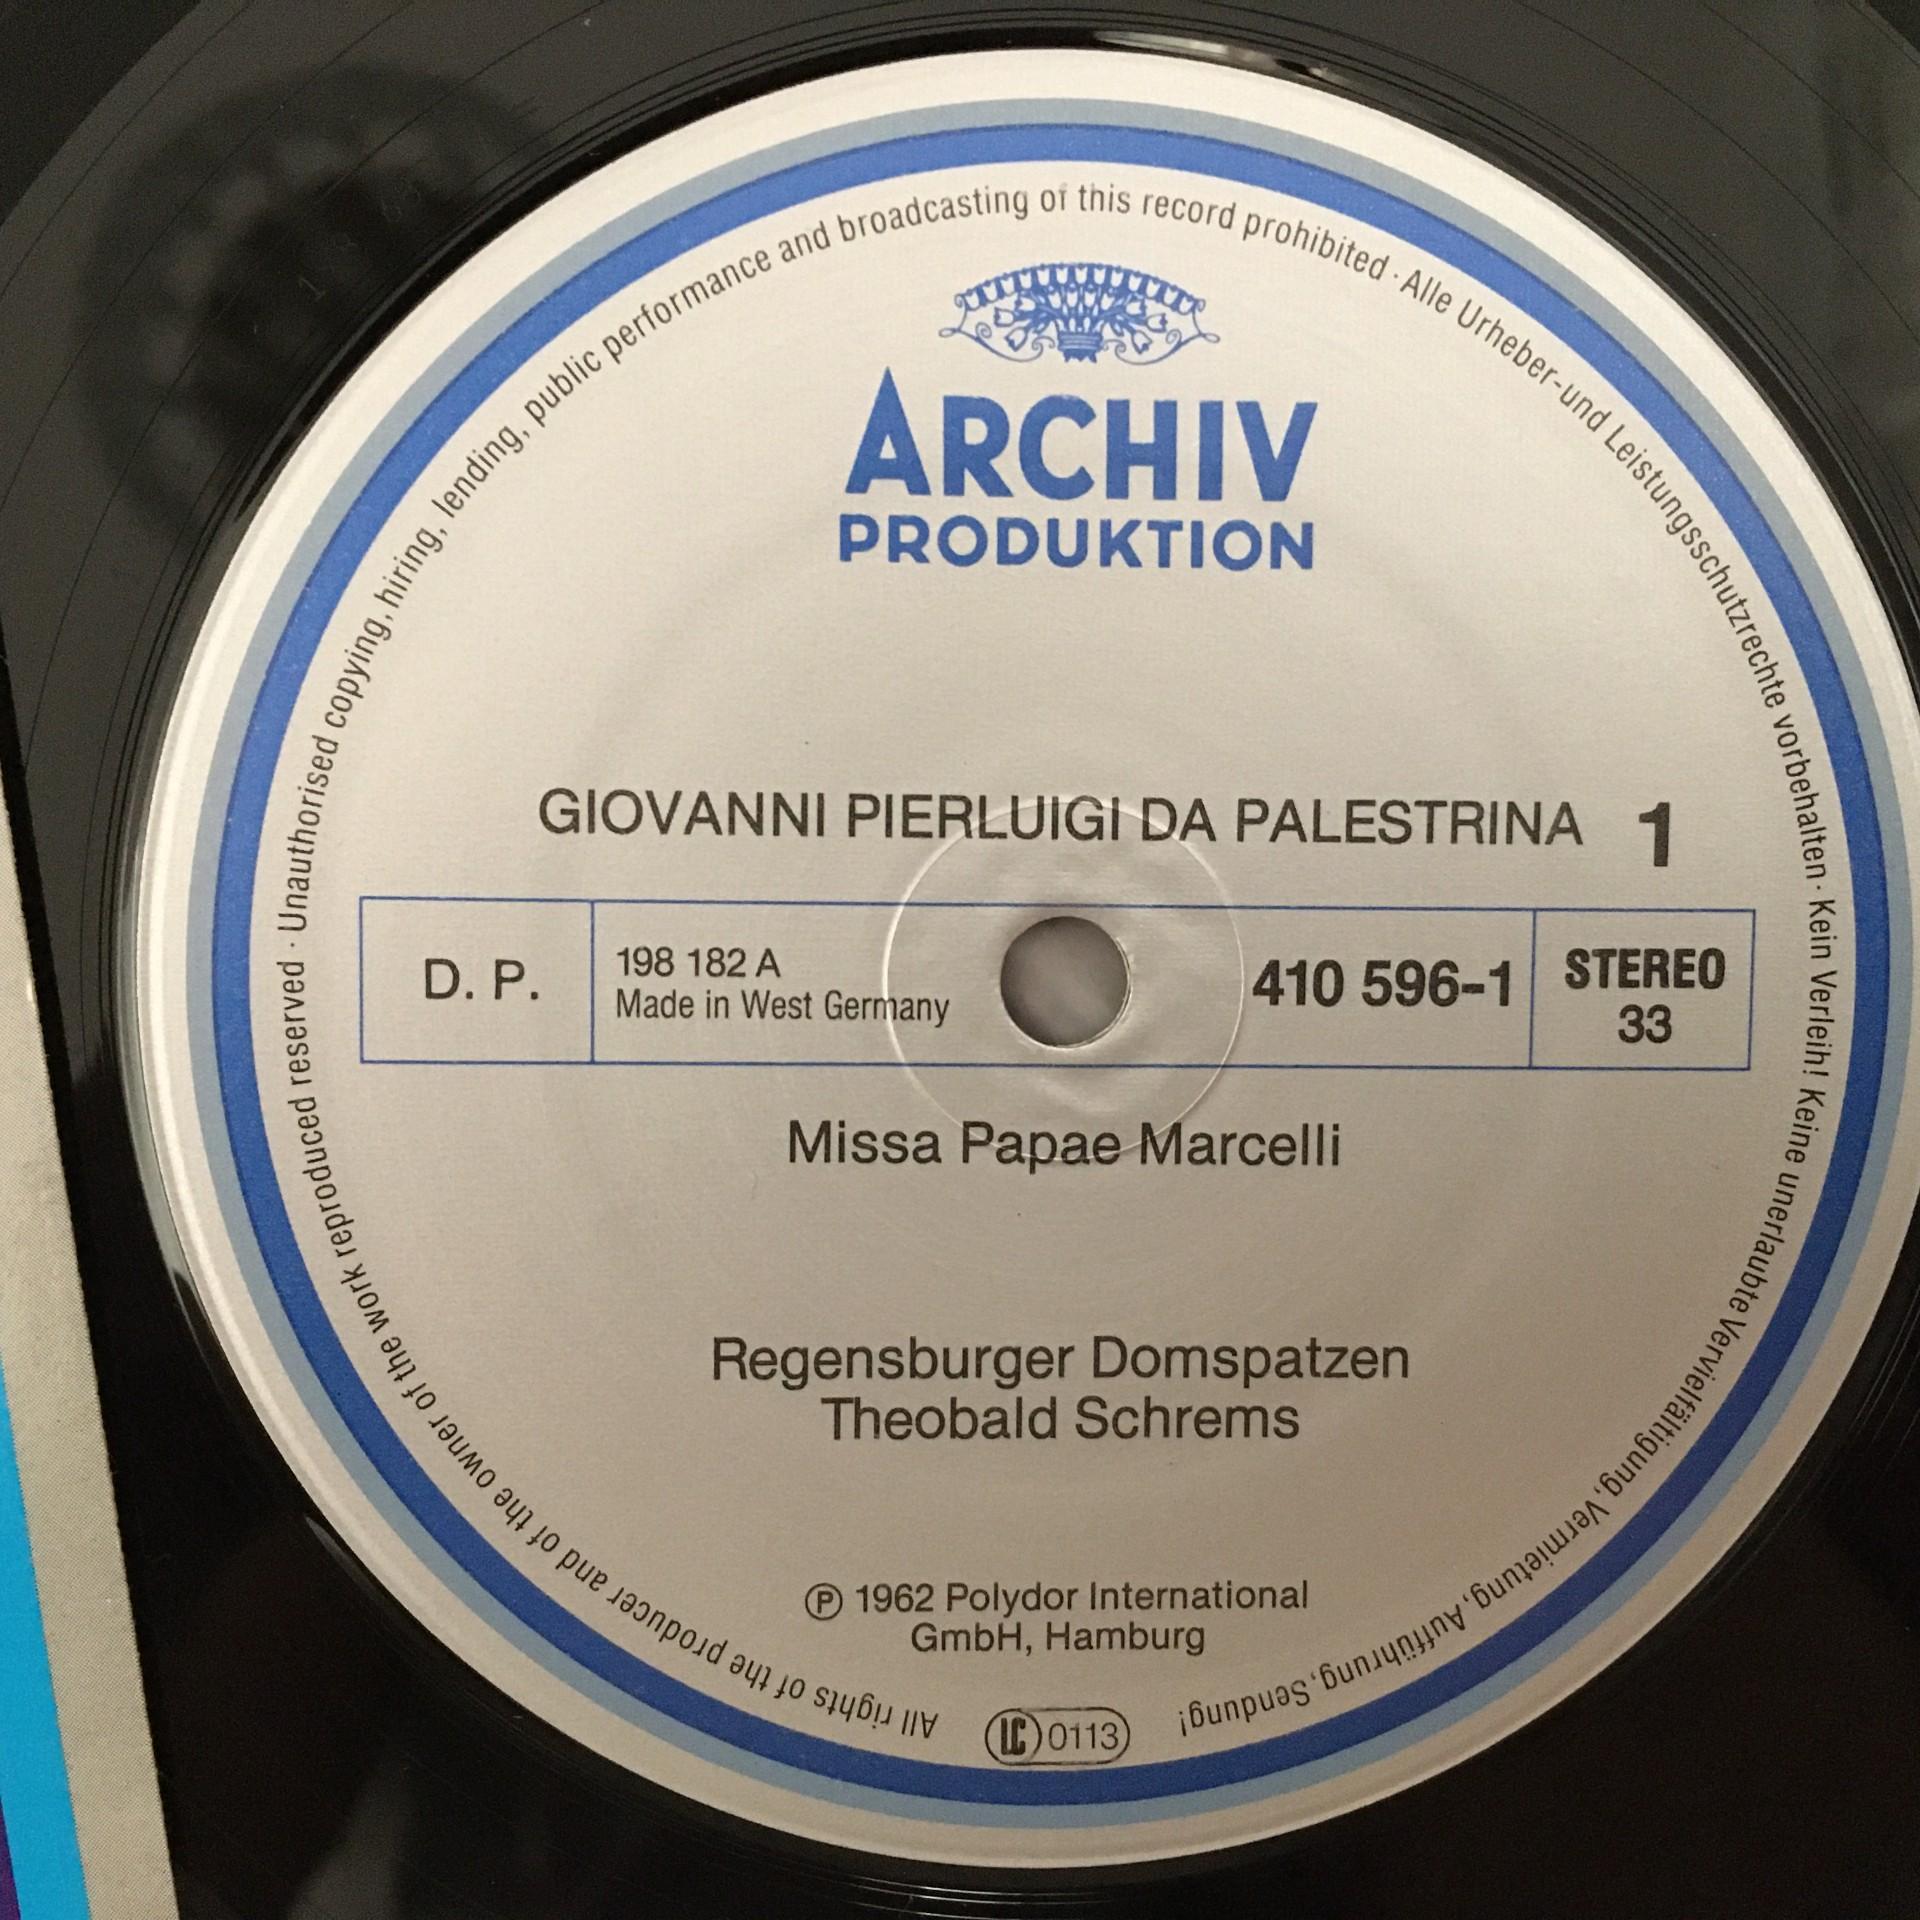 ARCHIV
PRODUKTION
GIOVANNI PIERLUIGI DA PALESTRINA 1
D. P.
198 182 A
Made in West Germany
410 596-1
STEREO
33
Missa Papae Marcelli
Regensburger Domspatzen
Theobald Schrems
Ⓟ 1962 Polydor International
GmbH, Hamburg
LC 0113
All rights of the producer and of the owner of the work reproduced reserved · Unauthorised copying, hiring, lending, public performance and broadcasting of this record prohibited · Alle Urheber-und Leistungsschutzrechte vorbehalten · Kein Verleih! Keine unerlaubte Vervielfältigung, Vermietung, Aufführung, Sendung!